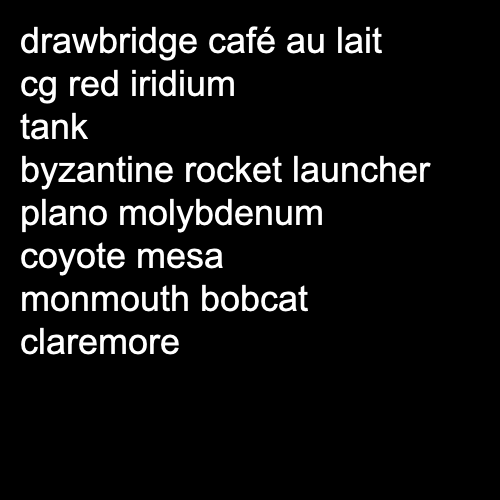 drawbridge café au lait
cg red iridium
tank
byzantine rocket launcher
plano molybdenum
coyote mesa
monmouth bobcat
claremore